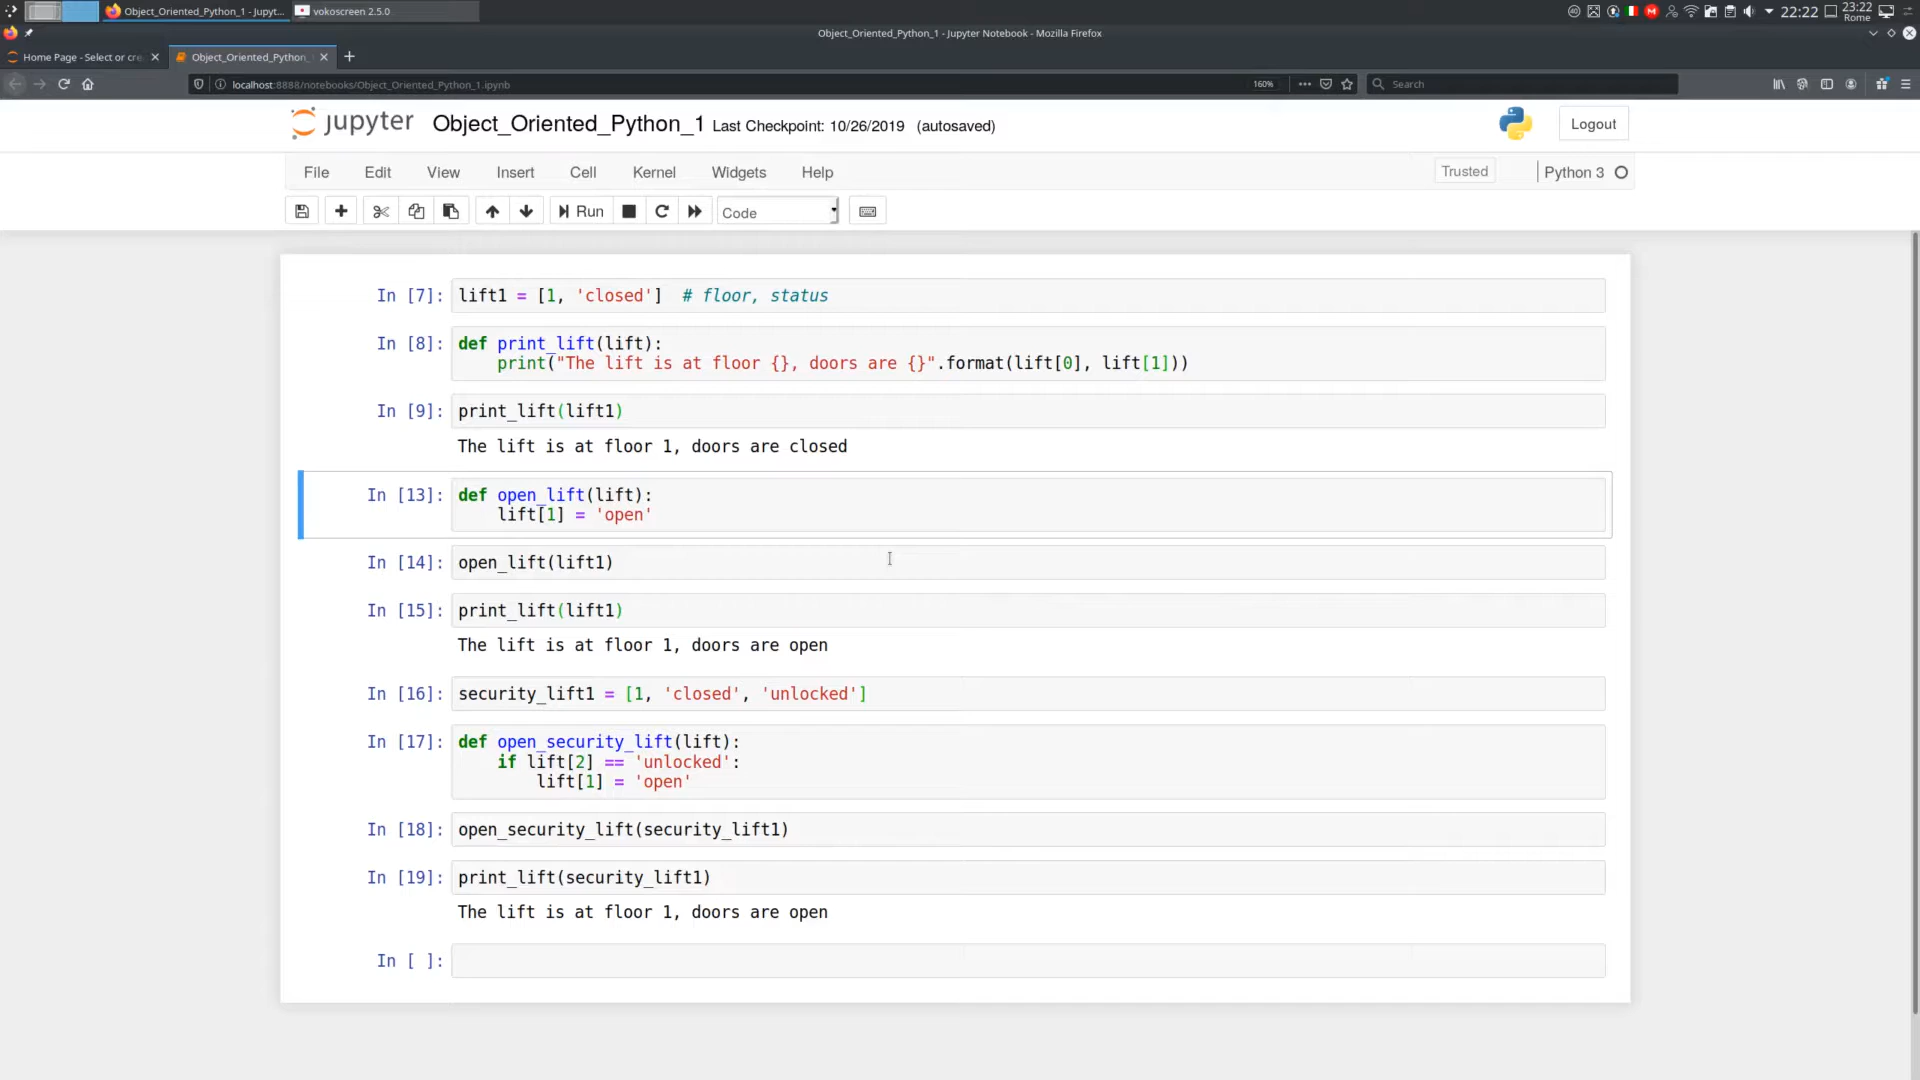 Object_Oriented_Python_1 - Jupyt...
vokoscreen 2.5.0
22:22
23:22
Rome
Object_Oriented_Python_1 - Jupyter Notebook - Mozilla Firefox
Home Page - Select or cre
Object_Oriented_Python_
localhost:8888/notebooks/Object_Oriented_Python_1.ipynb
160%
Search
jupyter
Object_Oriented_Python_1 Last Checkpoint: 10/26/2019 (autosaved)
Logout
File Edit View Insert Cell Kernel Widgets Help
Trusted
Python 3
Run
Code
In [7]: lift1 = [1, 'closed']  # floor, status
In [8]: def print_lift(lift):
    print("The lift is at floor {}, doors are {}".format(lift[0], lift[1]))
In [9]: print_lift(lift1)
The lift is at floor 1, doors are closed
In [13]: def open_lift(lift):
    lift[1] = 'open'
In [14]: open_lift(lift1)
In [15]: print_lift(lift1)
The lift is at floor 1, doors are open
In [16]: security_lift1 = [1, 'closed', 'unlocked']
In [17]: def open_security_lift(lift):
    if lift[2] == 'unlocked':
        lift[1] = 'open'
In [18]: open_security_lift(security_lift1)
In [19]: print_lift(security_lift1)
The lift is at floor 1, doors are open
In [ ]: